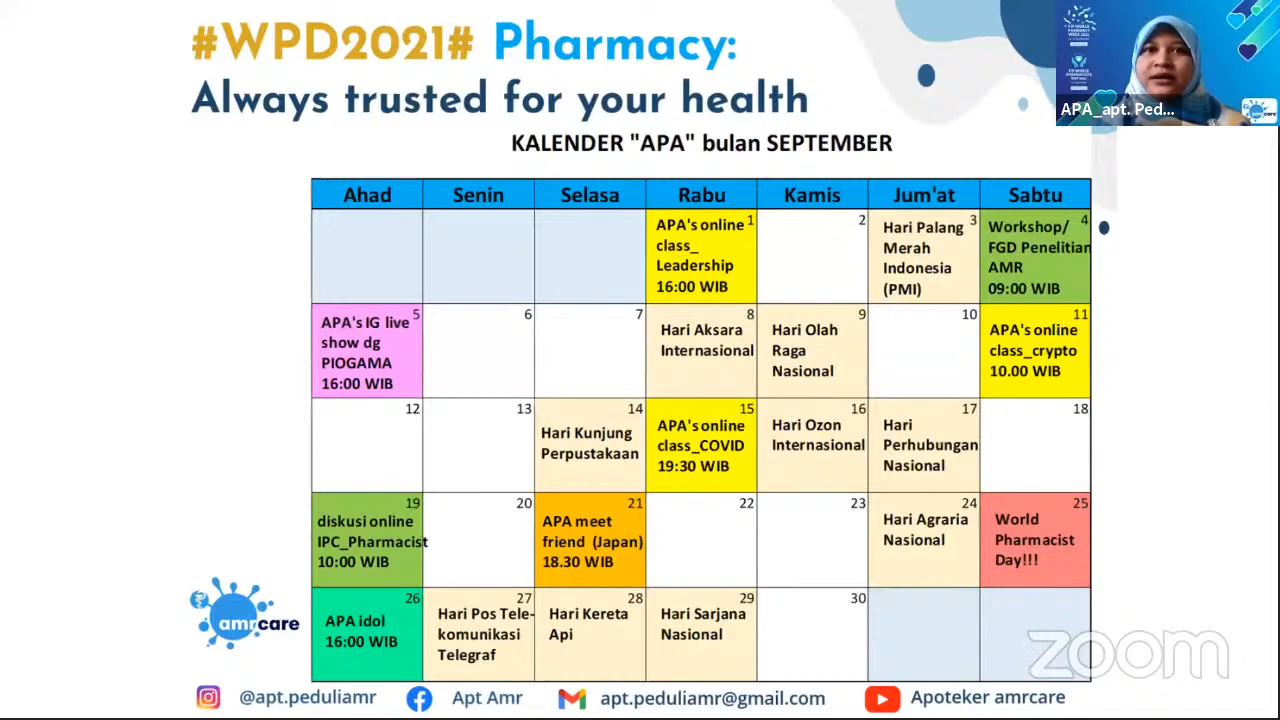 #WPD2021# Pharmacy:
Always trusted for your health
APA_apt. Ped...
amrcare
KALENDER "APA" bulan SEPTEMBER
Ahad Senin Selasa Rabu Kamis Jum'at Sabtu
1
APA's online
class_
Leadership
16:00 WIB
2
3
Hari Palang
Merah
Indonesia
(PMI)
4
Workshop/
FGD Penelitian
AMR
09:00 WIB
5
APA's IG live
show dg
PIOGAMA
16:00 WIB
6
7
8
Hari Aksara
Internasional
9
Hari Olah
Raga
Nasional
10
11
APA's online
class_crypto
10.00 WIB
12
13
14
Hari Kunjung
Perpustakaan
15
APA's online
class_COVID
19:30 WIB
16
Hari Ozon
Internasional
17
Hari
Perhubungan
Nasional
18
19
diskusi online
IPC_Pharmacist
10:00 WIB
20
21
APA meet
friend (Japan)
18.30 WIB
22
23
24
Hari Agraria
Nasional
25
World
Pharmacist
Day!!!
26
APA idol
16:00 WIB
27
Hari Pos Tele-
komunikasi
Telegraf
28
Hari Kereta
Api
29
Hari Sarjana
Nasional
30
amrcare
zoom
@apt.peduliamr Apt Amr apt.peduliamr@gmail.com Apoteker amrcare